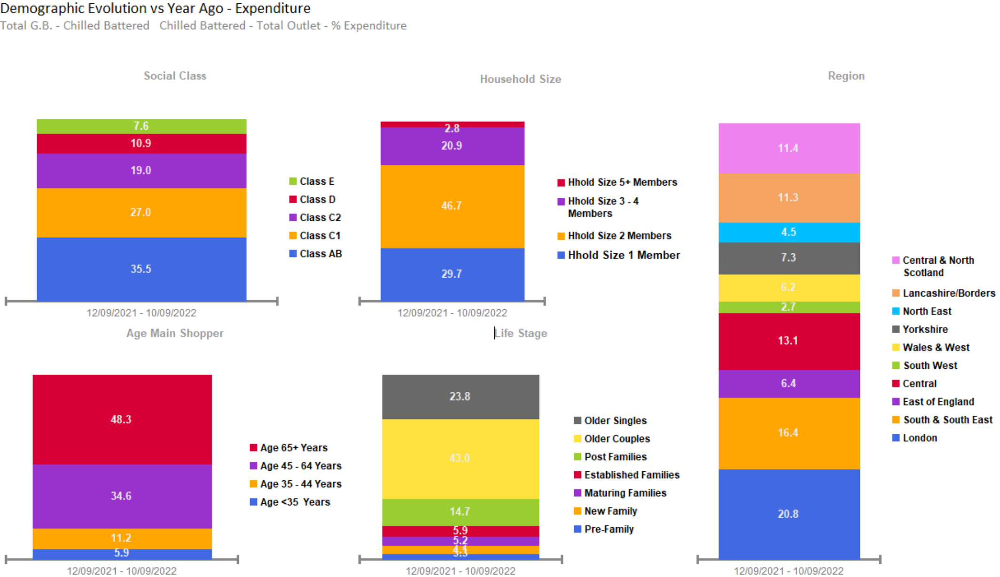 Demographic Evolution vs Year Ago - Expenditure
Total G.B. - Chilled Battered   Chilled Battered - Total Outlet - % Expenditure
Social Class
7.6
10.9
19.0
27.0
35.5
Class E
Class D
Class C2
Class C1
Class AB
12/09/2021 - 10/09/2022
Household Size
2.8
20.9
46.7
29.7
Hhold Size 5+ Members
Hhold Size 3 - 4
Members
Hhold Size 2 Members
Hhold Size 1 Member
12/09/2021 - 10/09/2022
Age Main Shopper
48.3
34.6
11.2
5.9
Age 65+ Years
Age 45 - 64 Years
Age 35 - 44 Years
Age <35 Years
12/09/2021 - 10/09/2022
Life Stage
23.8
43.0
14.7
5.9
5.2
4.1
3.3
Older Singles
Older Couples
Post Families
Established Families
Maturing Families
New Family
Pre-Family
12/09/2021 - 10/09/2022
Region
11.4
11.3
4.5
7.3
6.2
2.7
13.1
6.4
16.4
20.8
Central & North
Scotland
Lancashire/Borders
North East
Yorkshire
Wales & West
South West
Central
East of England
South & South East
London
12/09/2021 - 10/09/2022